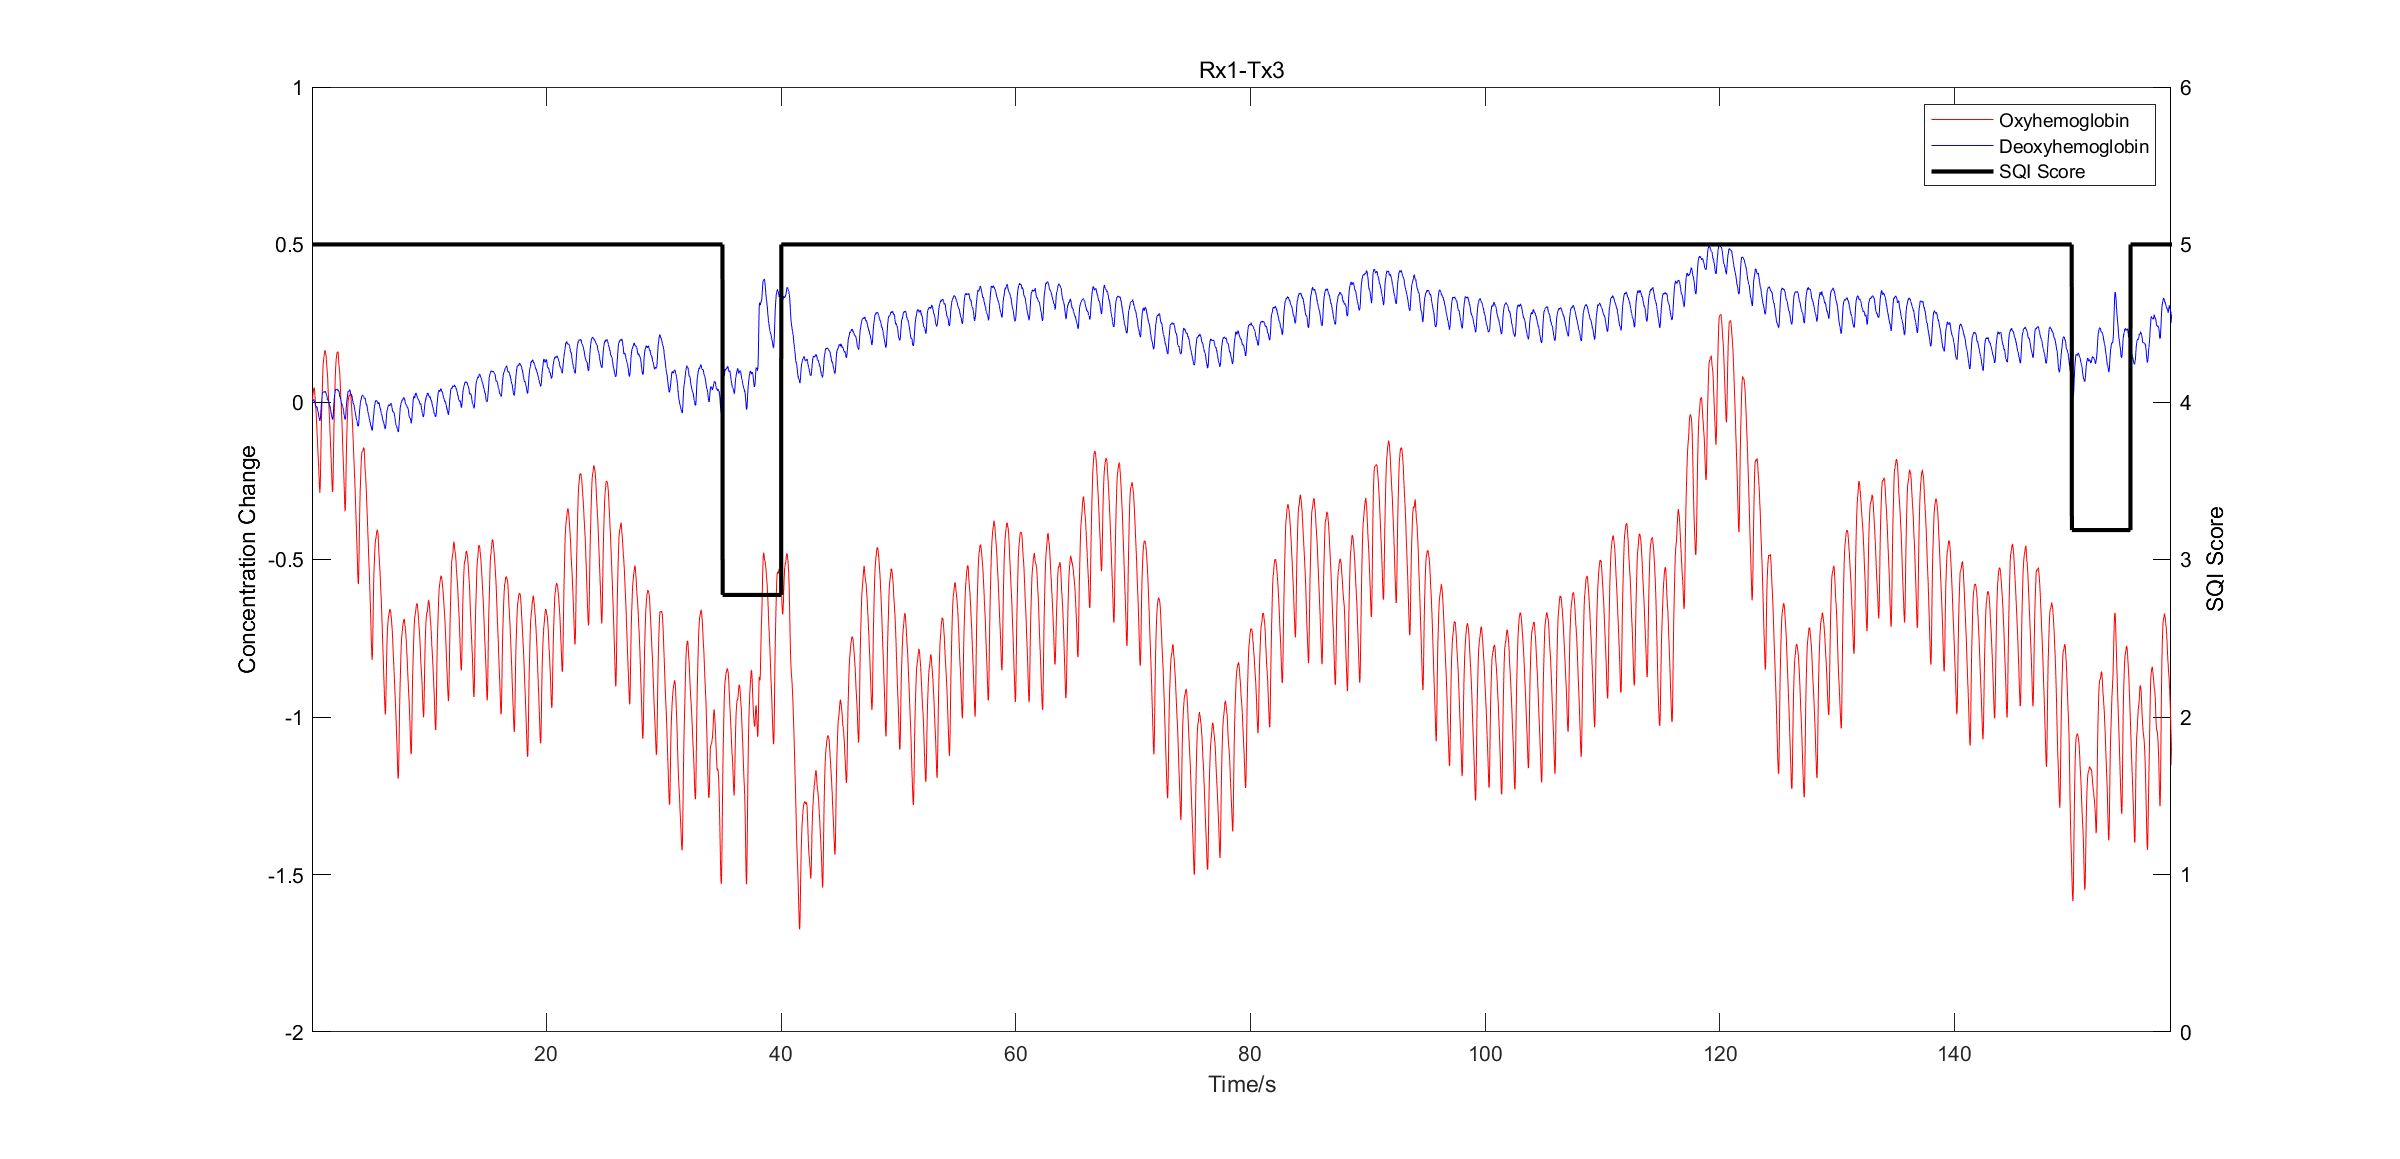 Rx1-Tx3
1
0.5
0
-0.5
-1
-1.5
-2
Concentration Change
6
5
4
3
2
1
0
SQI Score
Oxyhemoglobin
Deoxyhemoglobin
SQI Score
20 40 60 80 100 120 140
Time/s